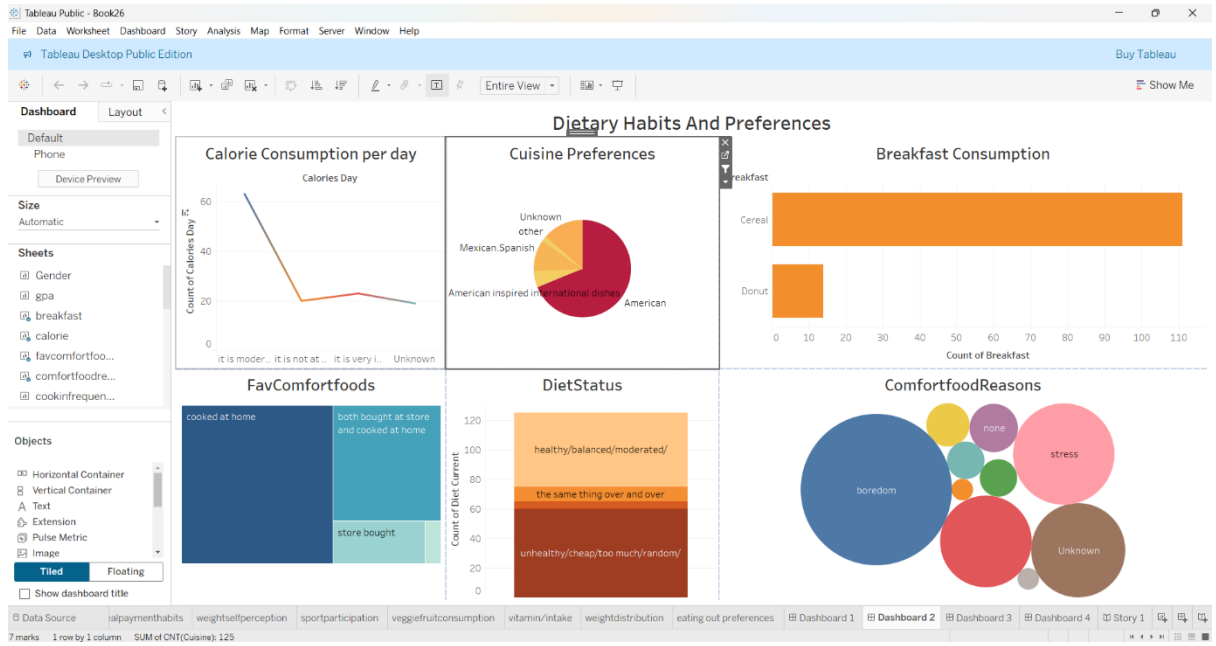 Tableau Public - Book26
File Data Worksheet Dashboard Story Analysis Map Format Server Window Help
Tableau Desktop Public Edition
Buy Tableau
Entire View
Show Me
Dashboard Layout
Default
Phone
Device Preview
Size
Automatic
Sheets
Gender
gpa
breakfast
calorie
favcomfortfoo...
comfortfoodre...
cookinfrequen...
Objects
Horizontal Container
Vertical Container
Text
Extension
Pulse Metric
Image
Tiled Floating
Show dashboard title
Dietary Habits And Preferences
Calorie Consumption per day
Calories Day
Count of Calories Day
60
40
20
0
it is moder.. it is not at .. it is very i.. Unknown
Cuisine Preferences
Unknown
other
Mexican.Spanish
American inspired international dishes
American
Breakfast Consumption
reakfast
Cereal
Donut
0 10 20 30 40 50 60 70 80 90 100 110
Count of Breakfast
FavComfortfoods
cooked at home
both bought at store
and cooked at home
store bought
DietStatus
Count of Diet Current
120
100
80
60
40
20
0
healthy/balanced/moderated/
the same thing over and over
unhealthy/cheap/too much/random/
ComfortfoodReasons
boredom
none
stress
Unknown
Data Source ealpaymenthabits weightselfperception sportparticipation veggiefruitconsumption vitamin/intake weightdistribution eating out preferences Dashboard 1 Dashboard 2 Dashboard 3 Dashboard 4 Story 1
7 marks 1 row by 1 column SUM of CNT(Cuisine): 125